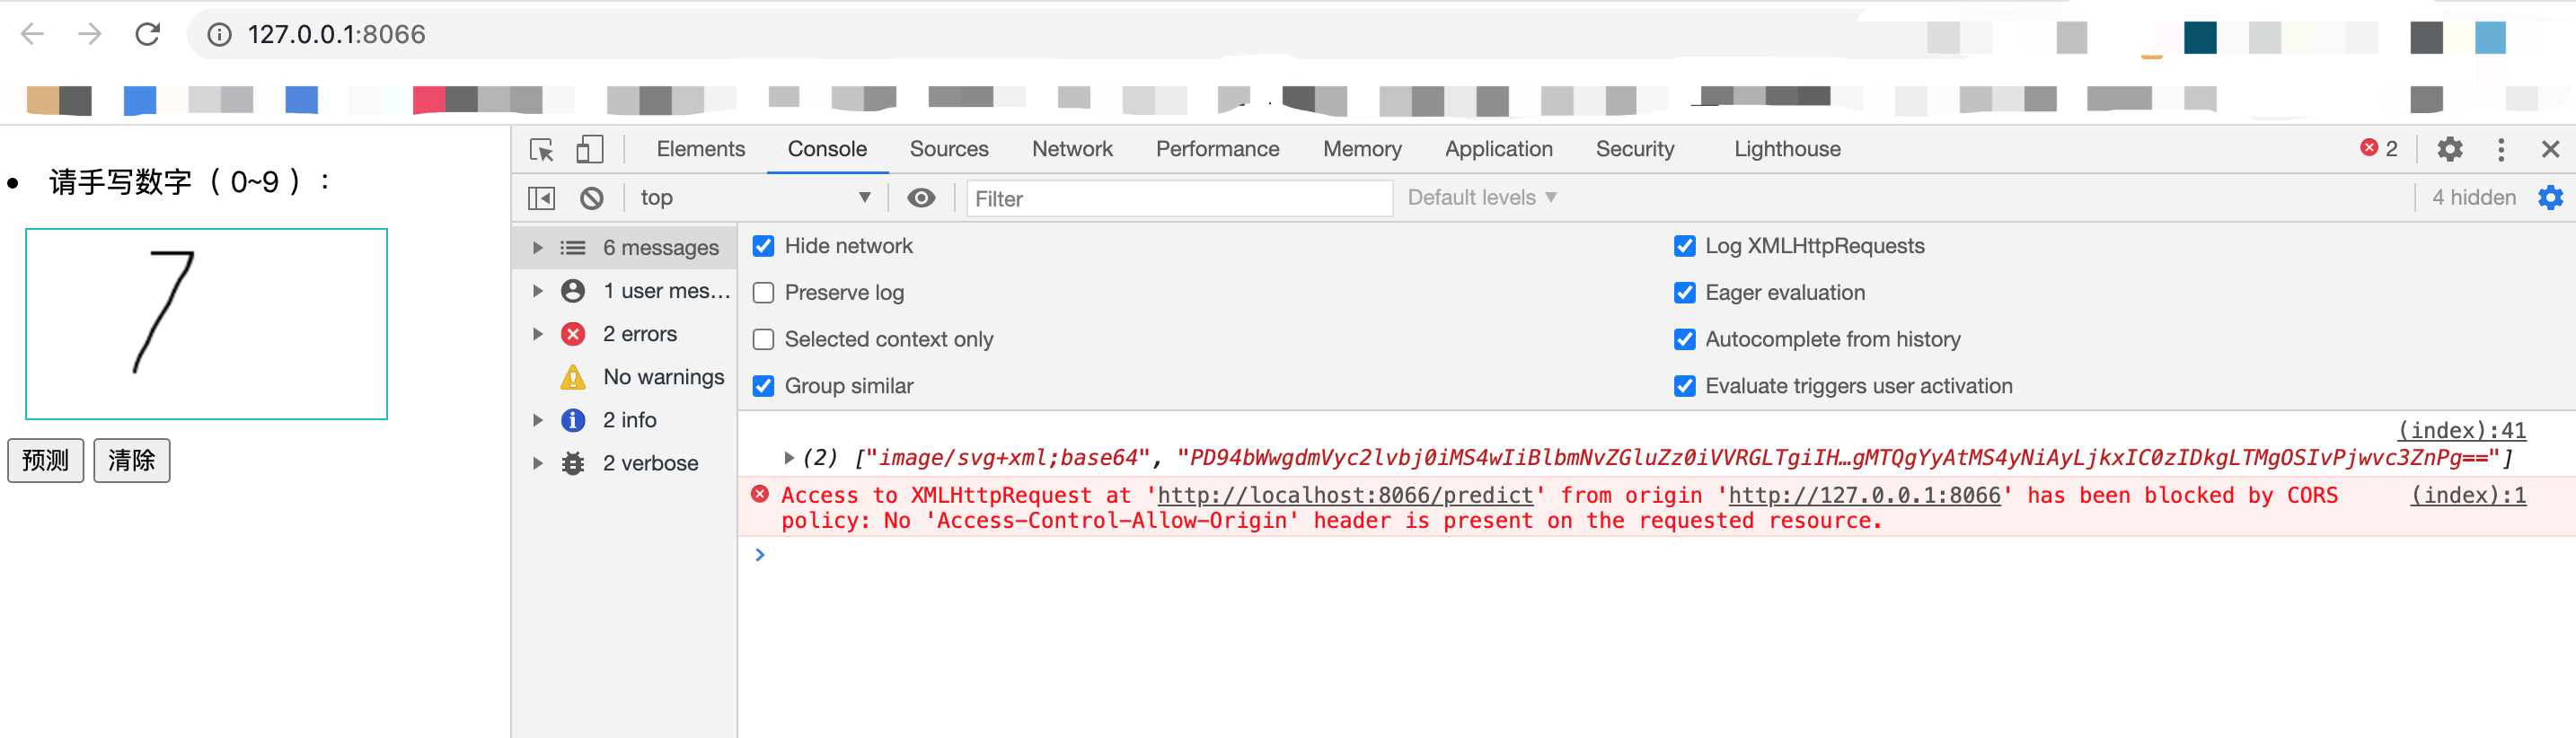 127.0.0.1:8066
请手写数字（0~9）：
7
预测 清除
Elements Console Sources Network Performance Memory Application Security Lighthouse 2
top Filter Default levels 4 hidden
6 messages
1 user mes...
2 errors
No warnings
2 info
2 verbose
Hide network Log XMLHttpRequests
Preserve log Eager evaluation
Selected context only Autocomplete from history
Group similar Evaluate triggers user activation
(index):41
(2) ["image/svg+xml;base64", "PD94bWwgdmVyc2lvbj0iMS4wIiBlbmNvZGluZz0iVVRGLTgiIH…gMTQgYyAtMS4yNiAyLjkxIC0zIDkgLTMgOSIvPjwvc3ZnPg=="]
Access to XMLHttpRequest at 'http://localhost:8066/predict' from origin 'http://127.0.0.1:8066' has been blocked by CORS (index):1
policy: No 'Access-Control-Allow-Origin' header is present on the requested resource.